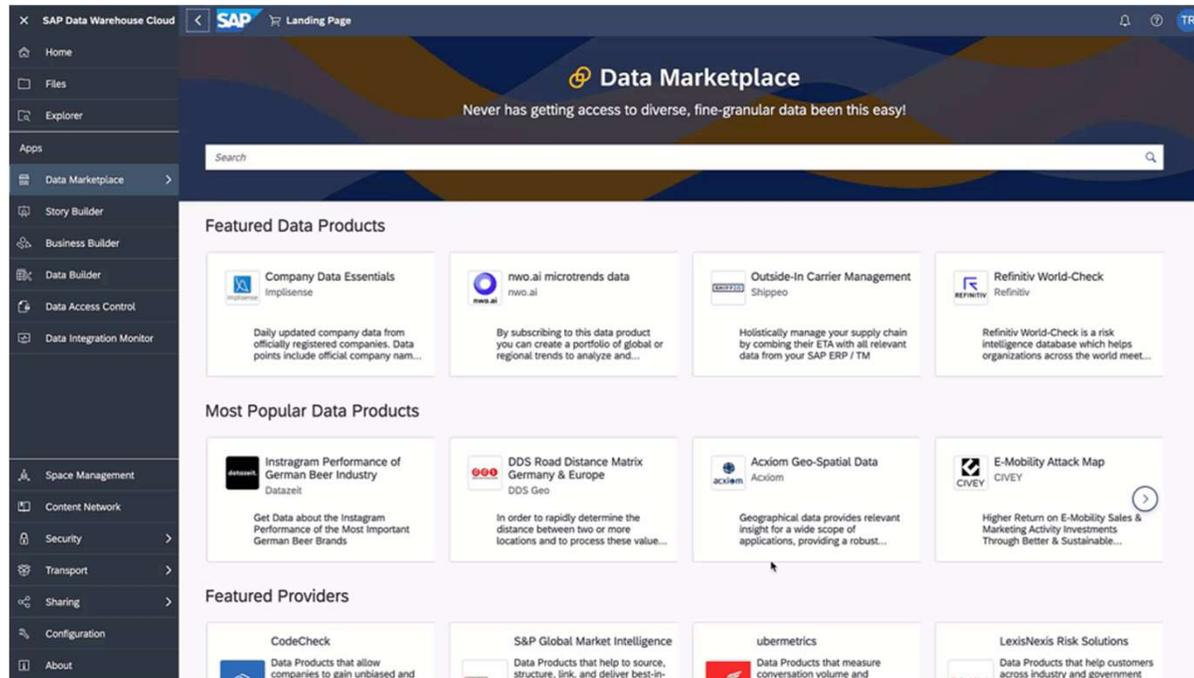 SAP Data Warehouse Cloud
SAP Landing Page
TR
Home
Files
Explorer
Apps
Data Marketplace
Story Builder
Business Builder
Data Builder
Data Access Control
Data Integration Monitor
Space Management
Content Network
Security
Transport
Sharing
Configuration
About
Data Marketplace
Never has getting access to diverse, fine-granular data been this easy!
Search
Featured Data Products
Implisense
Company Data Essentials
Implisense
Daily updated company data from
officially registered companies. Data
points include official company nam...
nwo.ai
nwo.ai microtrends data
nwo.ai
By subscribing to this data product
you can create a portfolio of global or
regional trends to analyze and...
SHIPPEO
Outside-In Carrier Management
Shippeo
Holistically manage your supply chain
by combing their ETA with all relevant
data from your SAP ERP / TM
REFINITIV
Refinitiv World-Check
Refinitiv
Refinitiv World-Check is a risk
intelligence database which helps
organizations across the world meet...
Most Popular Data Products
datazeit.
Instragram Performance of
German Beer Industry
Datazeit
Get Data about the Instagram
Performance of the Most Important
German Beer Brands
DDS Road Distance Matrix
Germany & Europe
DDS Geo
In order to rapidly determine the
distance between two or more
locations and to process these value...
acxiom
Acxiom Geo-Spatial Data
Acxiom
Geographical data provides relevant
insight for a wide scope of
applications, providing a robust...
CIVEY
E-Mobility Attack Map
CIVEY
Higher Return on E-Mobility Sales &
Marketing Activity Investments
Through Better & Sustainable...
Featured Providers
CodeCheck
Data Products that allow
companies to gain unbiased and
S&P Global Market Intelligence
Data Products that help to source,
structure, link, and deliver best-in-
ubermetrics
Data Products that measure
conversation volume and
LexisNexis Risk Solutions
Data Products that help customers
across industry and government